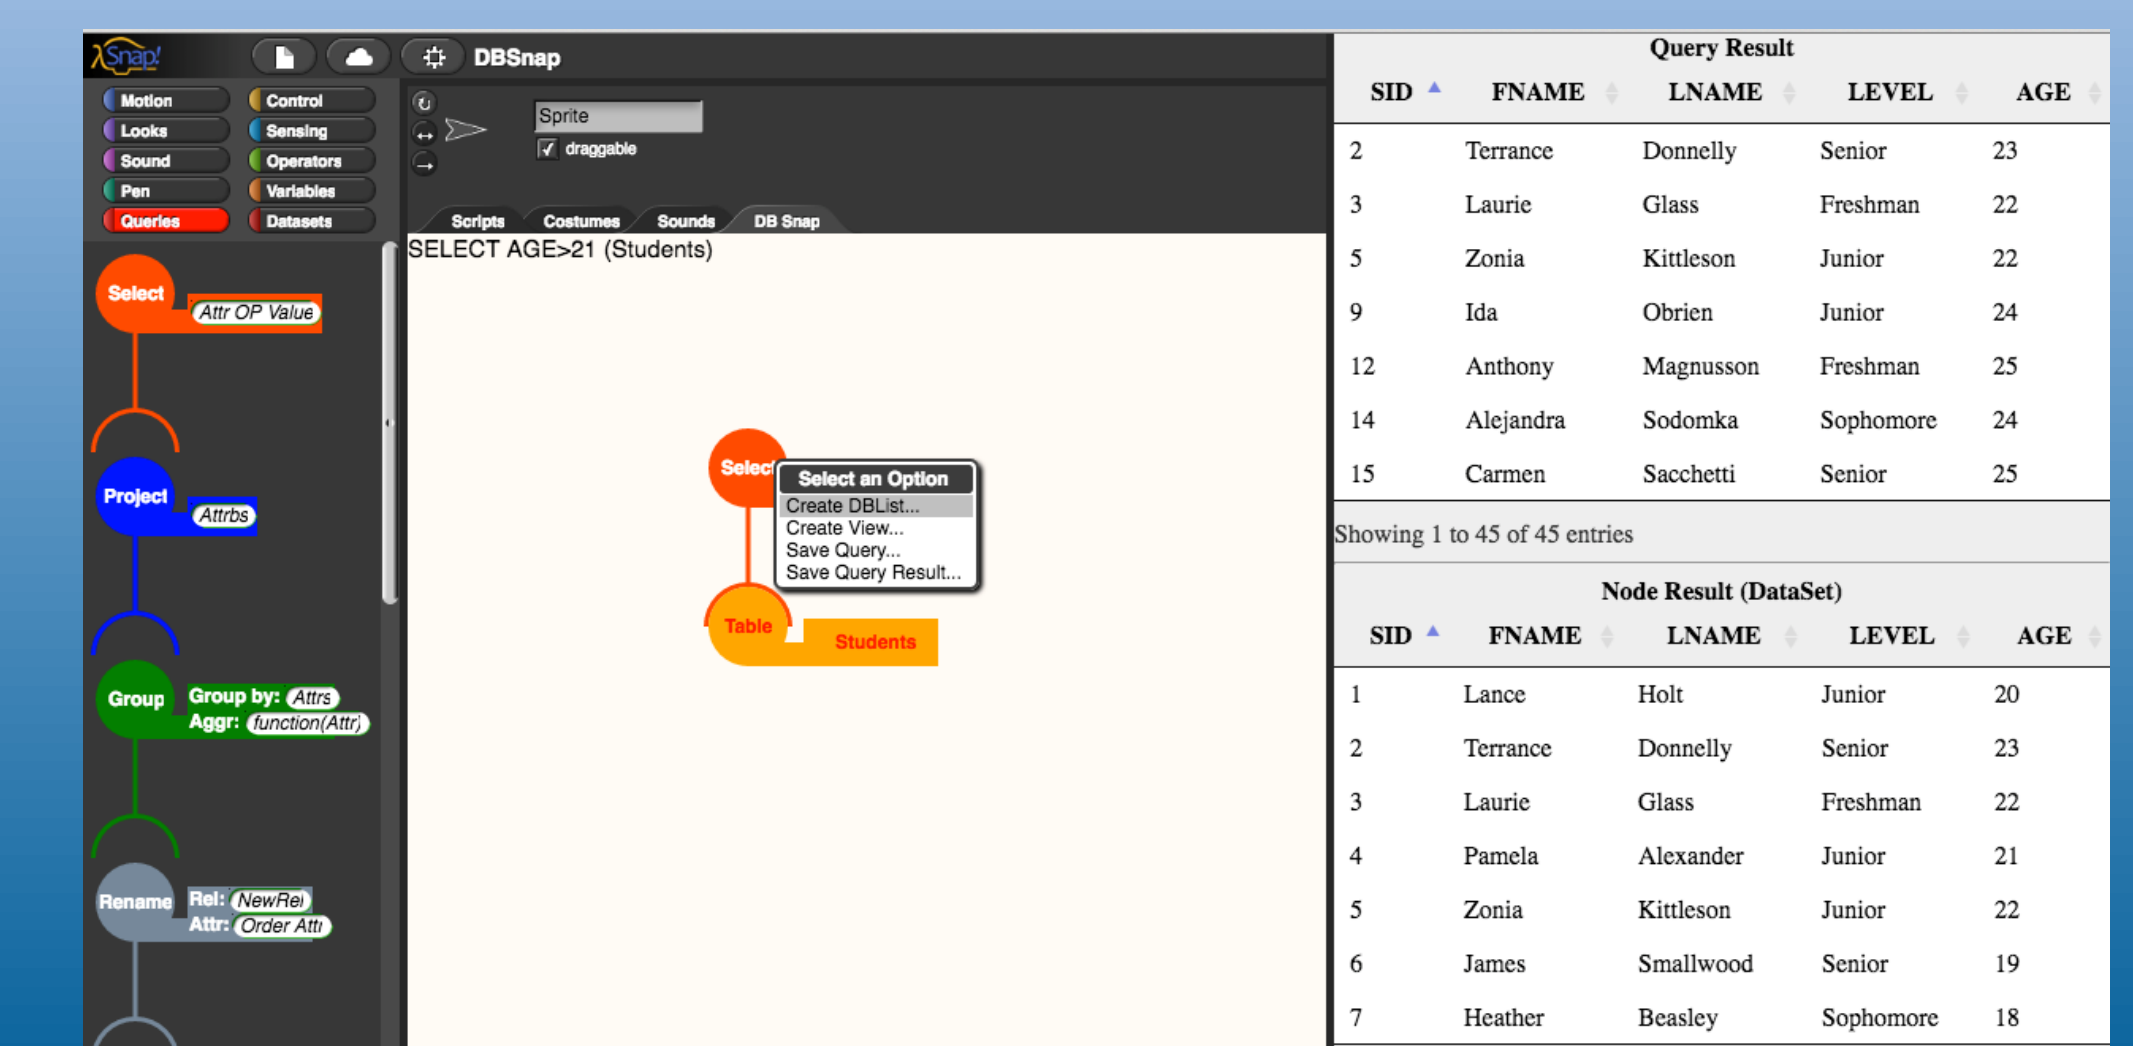 λSnap!
DBSnap
Motion Control
Looks Sensing
Sound Operators
Pen Variables
Queries Datasets
Sprite
draggable
Scripts Costumes Sounds DB Snap
Select
Attr OP Value
Project
Attrbs
Group Group by: Attrs
Aggr: function(Attr)
Rename Rel: NewRel
Attr: Order Attr
SELECT AGE>21 (Students)
Select
Select an Option
Create DBList...
Create View...
Save Query...
Save Query Result...
Table
Students
Query Result
SID FNAME LNAME LEVEL AGE
2 Terrance Donnelly Senior 23
3 Laurie Glass Freshman 22
5 Zonia Kittleson Junior 22
9 Ida Obrien Junior 24
12 Anthony Magnusson Freshman 25
14 Alejandra Sodomka Sophomore 24
15 Carmen Sacchetti Senior 25
Showing 1 to 45 of 45 entries
Node Result (DataSet)
SID FNAME LNAME LEVEL AGE
1 Lance Holt Junior 20
2 Terrance Donnelly Senior 23
3 Laurie Glass Freshman 22
4 Pamela Alexander Junior 21
5 Zonia Kittleson Junior 22
6 James Smallwood Senior 19
7 Heather Beasley Sophomore 18